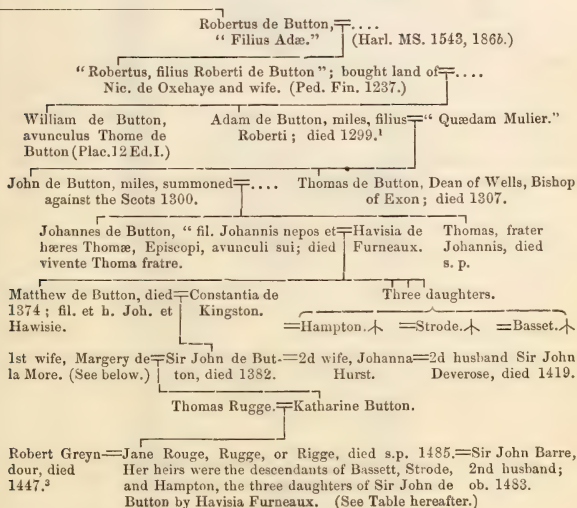 Robertus de Button, ....
“ Filius Adæ.” (Harl. MS. 1543, 186b.)
“Robertus, filius Roberti de Button”; bought land of ....
Nic. de Oxehaye and wife. (Ped. Fin. 1237.)
William de Button, Adam de Button, miles, filius “ Quædam Mulier.”
avunculus Thome de Roberti; died 1299.¹
Button (Plac. 12 Ed. I.)
John de Button, miles, summoned .... Thomas de Button, Dean of Wells, Bishop
against the Scots 1300. of Exon; died 1307.
Johannes de Button, “ fil. Johannis nepos et Havisia de Thomas, frater
hæres Thomæ, Episcopi, avunculi sui; died Furneaux. Johannis, died
vivente Thoma fratre. s. p.
Matthew de Button, died Constantia de Three daughters.
1374; fil. et h. Joh. et Kingston.
Hawisie. =Hampton. =Strode. =Basset.
1st wife, Margery de Sir John de But-=2d wife, Johanna=2d husband Sir John
la More. (See below.) ton, died 1382. Hurst. Deverose, died 1419.
Thomas Rugge. Katharine Button.
Robert Greyn-=Jane Rouge, Rugge, or Rigge, died s.p. 1485.=Sir John Barre,
dour, died Her heirs were the descendants of Bassett, Strode, 2nd husband;
1447.³ and Hampton, the three daughters of Sir John de ob. 1483.
Button by Havisia Furneaux. (See Table hereafter.)